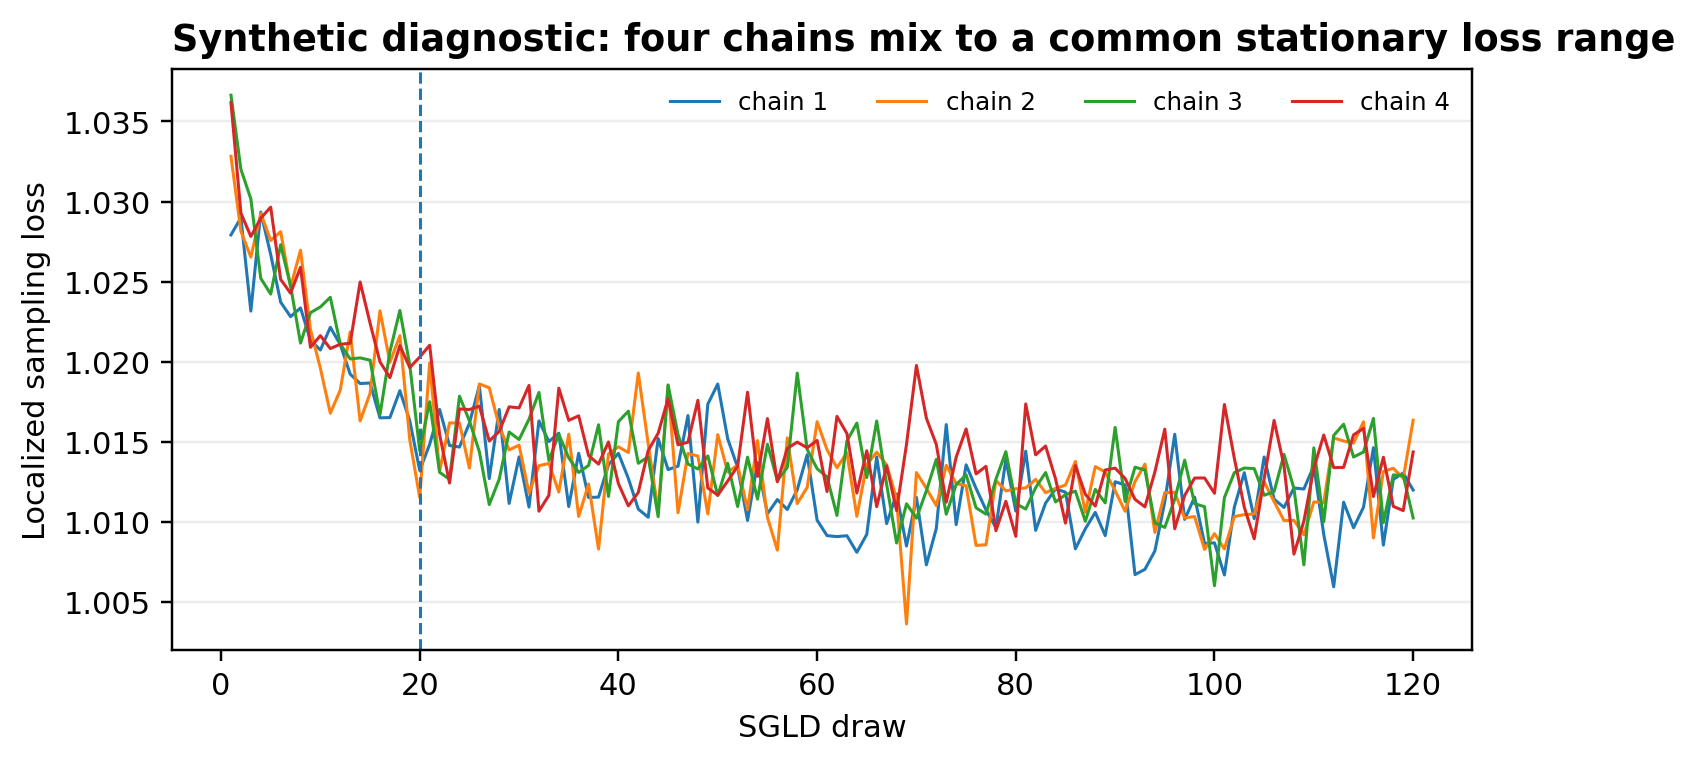 Synthetic diagnostic: four chains mix to a common stationary loss range
chain 1
chain 2
chain 3
chain 4
1.035
1.030
1.025
1.020
1.015
1.010
1.005
Localized sampling loss
0
20
40
60
80
100
120
SGLD draw